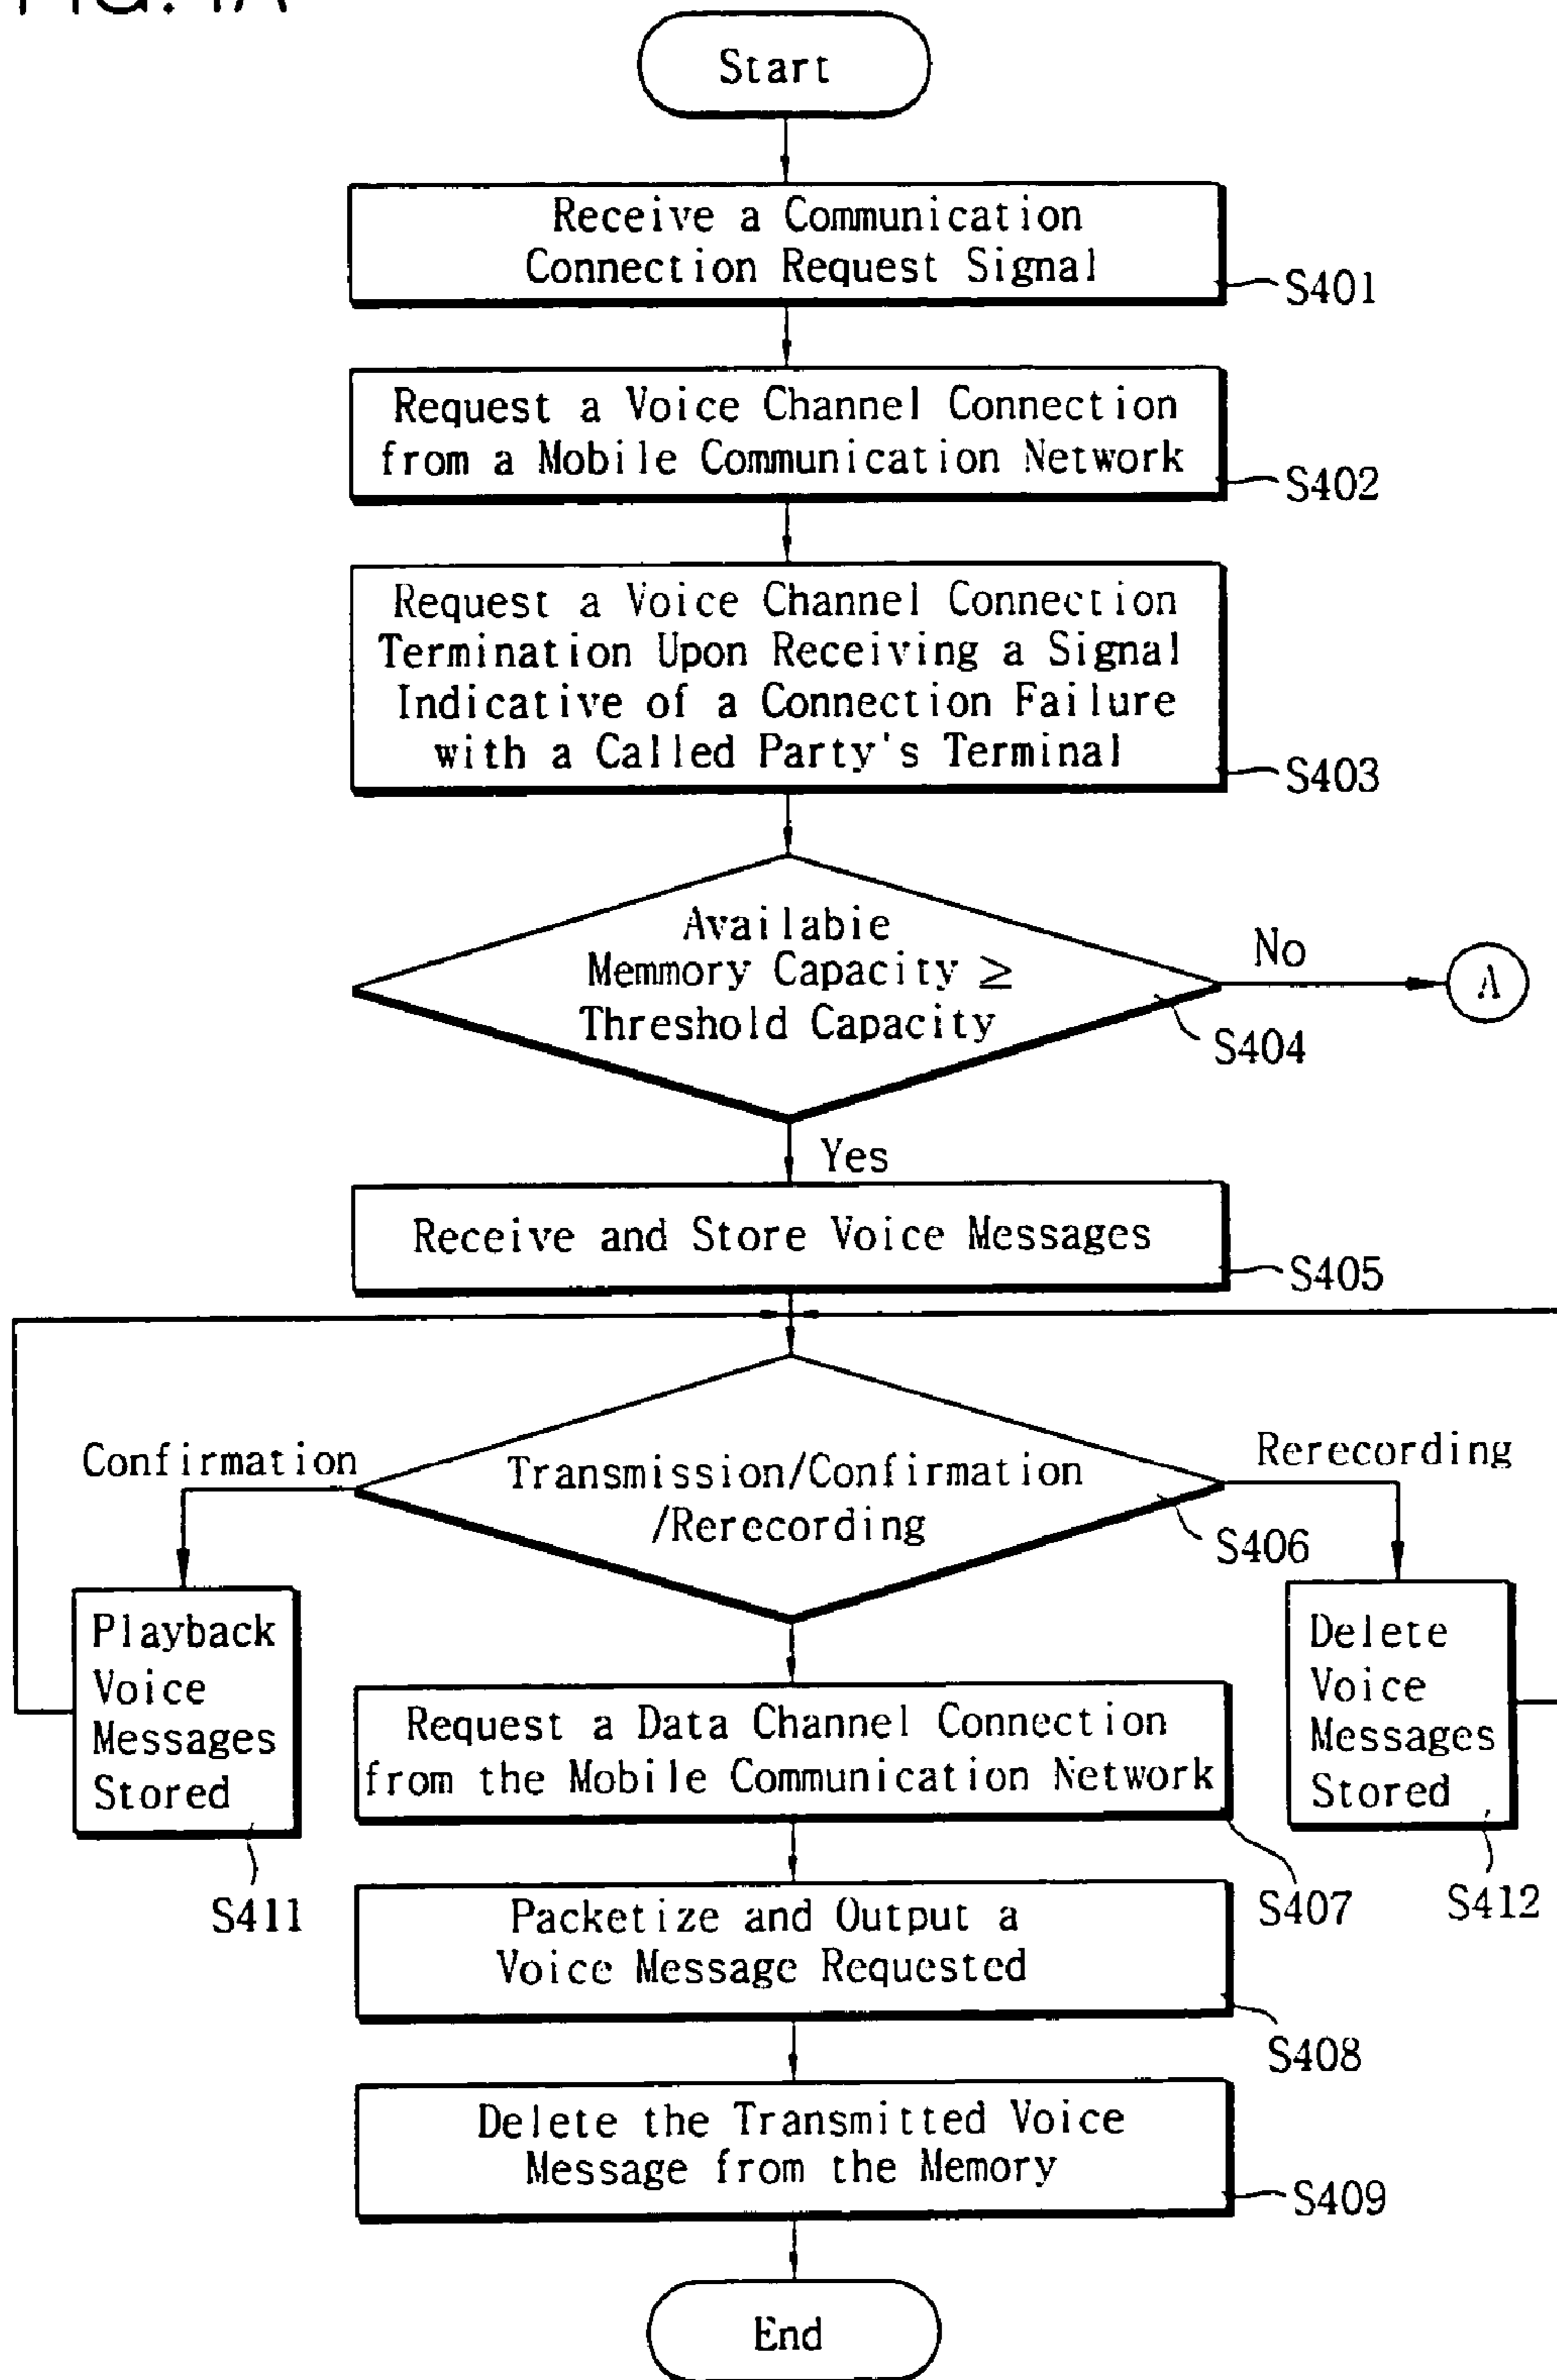 Start
Receive a Communication
Connection Request Signal
S401
Request a Voice Channel Connection
from a Mobile Communication Network
S402
Request a Voice Channel Connection
Termination Upon Receiving a Signal
Indicative of a Connection Failure
with a Called Party's Terminal
S403
Available
Memmory Capacity ≥
Threshold Capacity
No
A
S404
Yes
Receive and Store Voice Messages
S405
Confirmation
Transmission/Confirmation
/Rerecording
Rerecording
S406
Playback
Voice
Messages
Stored
S411
Delete
Voice
Messages
Stored
S412
Request a Data Channel Connection
from the Mobile Communication Network
S407
Packetize and Output a
Voice Message Requested
S408
Delete the Transmitted Voice
Message from the Memory
S409
End